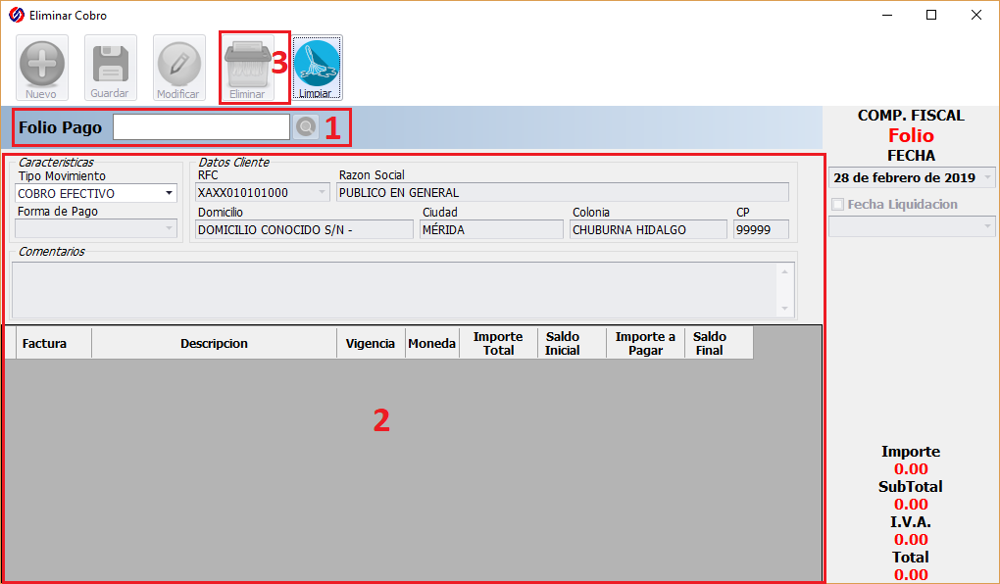 Eliminar Cobro
Nuevo
Guardar
Modificar
Eliminar
3
Limpiar
Folio Pago
1
COMP. FISCAL
Folio
FECHA
28 de febrero de 2019
Fecha Liquidacion
Caracteristicas
Tipo Movimiento
COBRO EFECTIVO
Forma de Pago
Datos Cliente
RFC
Razon Social
XAXX010101000
PUBLICO EN GENERAL
Domicilio
Ciudad
Colonia
CP
DOMICILIO CONOCIDO S/N -
MÉRIDA
CHUBURNA HIDALGO
99999
Comentarios
Factura
Descripcion
Vigencia
Moneda
Importe
Total
Saldo
Inicial
Importe a
Pagar
Saldo
Final
2
Importe
0.00
SubTotal
0.00
I.V.A.
0.00
Total
0.00